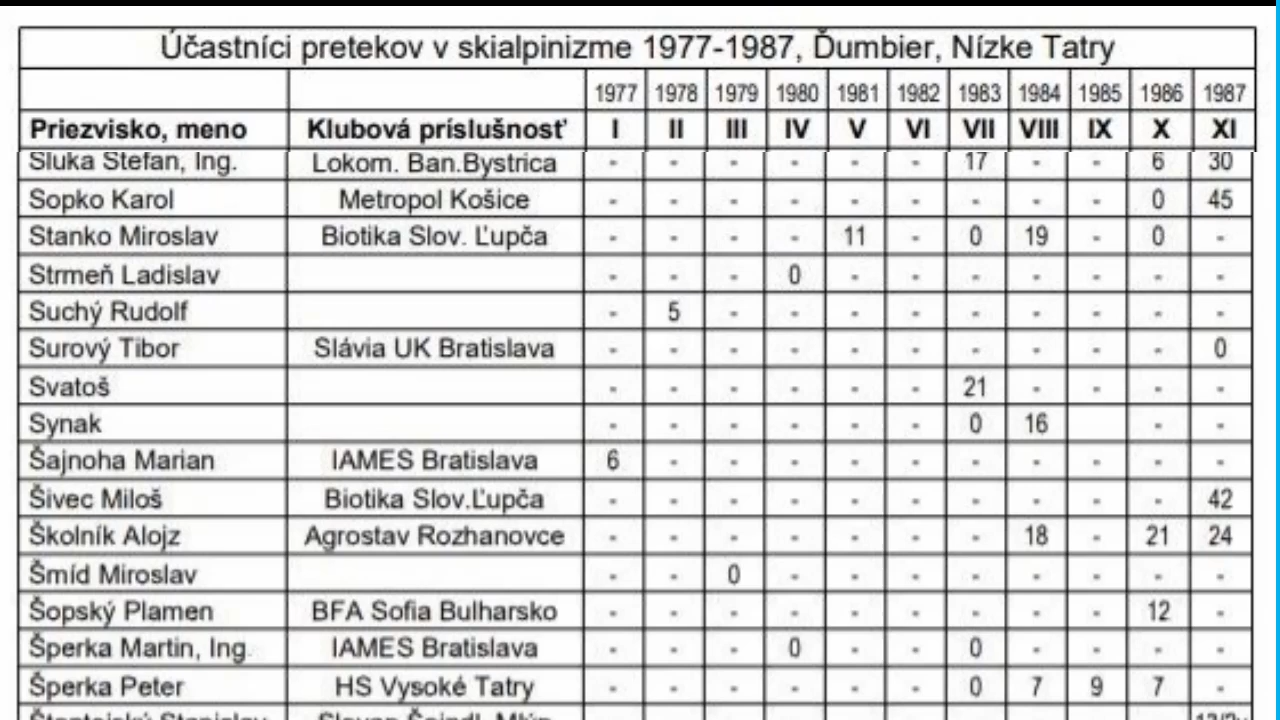 Účastníci pretekov v skialpinizme 1977-1987, Ďumbier, Nízke Tatry
1977 1978 1979 1980 1981 1982 1983 1984 1985 1986 1987
Priezvisko, meno Klubová príslušnosť I II III IV V VI VII VIII IX X XI
Sluka Štefan, Ing. Lokom. Ban.Bystrica - - - - - - 17 - - 6 30
Sopko Karol Metropol Košice - - - - - - - - - 0 45
Stanko Miroslav Biotika Slov. Ľupča - - - - 11 - 0 19 - 0 -
Strmeň Ladislav - - - 0 - - - - - - -
Suchý Rudolf - 5 - - - - - - - - -
Surový Tibor Slávia UK Bratislava - - - - - - - - - - 0
Svatoš - - - - - - 21 - - - -
Synak - - - - - - 0 16 - -
Šajnoha Marian IAMES Bratislava 6 - - - - - - - - - -
Šivec Miloš Biotika Slov.Ľupča - - - - - - - - - - 42
Školník Alojz Agrostav Rozhanovce - - - - - - - 18 - 21 24
Šmíd Miroslav - - 0 - - - - - - - -
Šopský Plamen BFA Sofia Bulharsko - - - - - - - - - 12 -
Šperka Martin, Ing. IAMES Bratislava - - - 0 - - 0 - - - -
Šperka Peter HS Vysoké Tatry - - - - - - 0 7 9 7 -